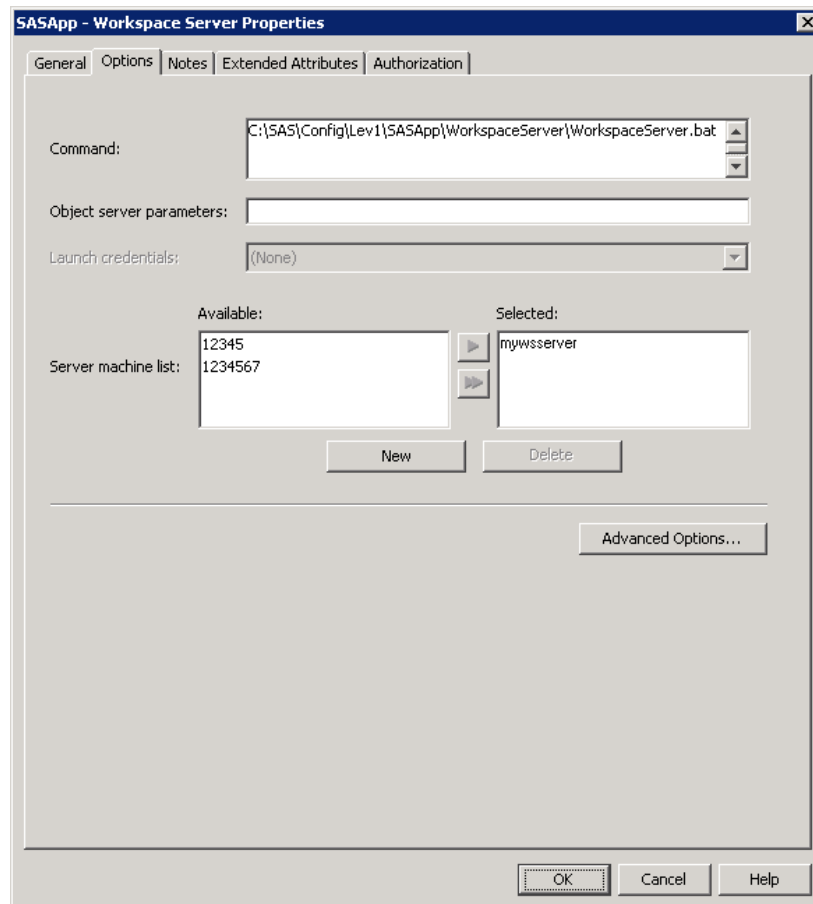 SASApp - Workspace Server Properties
General Options Notes Extended Attributes Authorization
Command:
C:\SAS\Config\Lev1\SASApp\WorkspaceServer\WorkspaceServer.bat
Object server parameters:
Launch credentials:
(None)
Available:
Selected:
Server machine list:
12345
1234567
mywsserver
New
Delete
Advanced Options...
OK
Cancel
Help